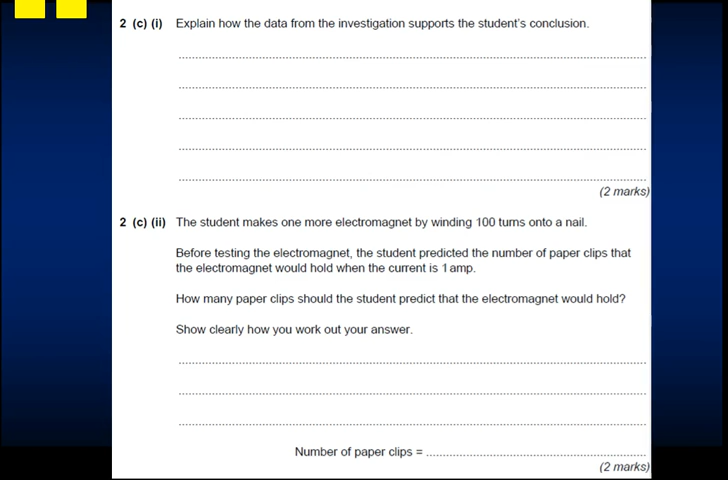 2 (c) (i) Explain how the data from the investigation supports the student's conclusion.
(2 marks)
2 (c) (ii) The student makes one more electromagnet by winding 100 turns onto a nail.
Before testing the electromagnet, the student predicted the number of paper clips that
the electromagnet would hold when the current is 1 amp.
How many paper clips should the student predict that the electromagnet would hold?
Show clearly how you work out your answer.
Number of paper clips = ..........
(2 marks)